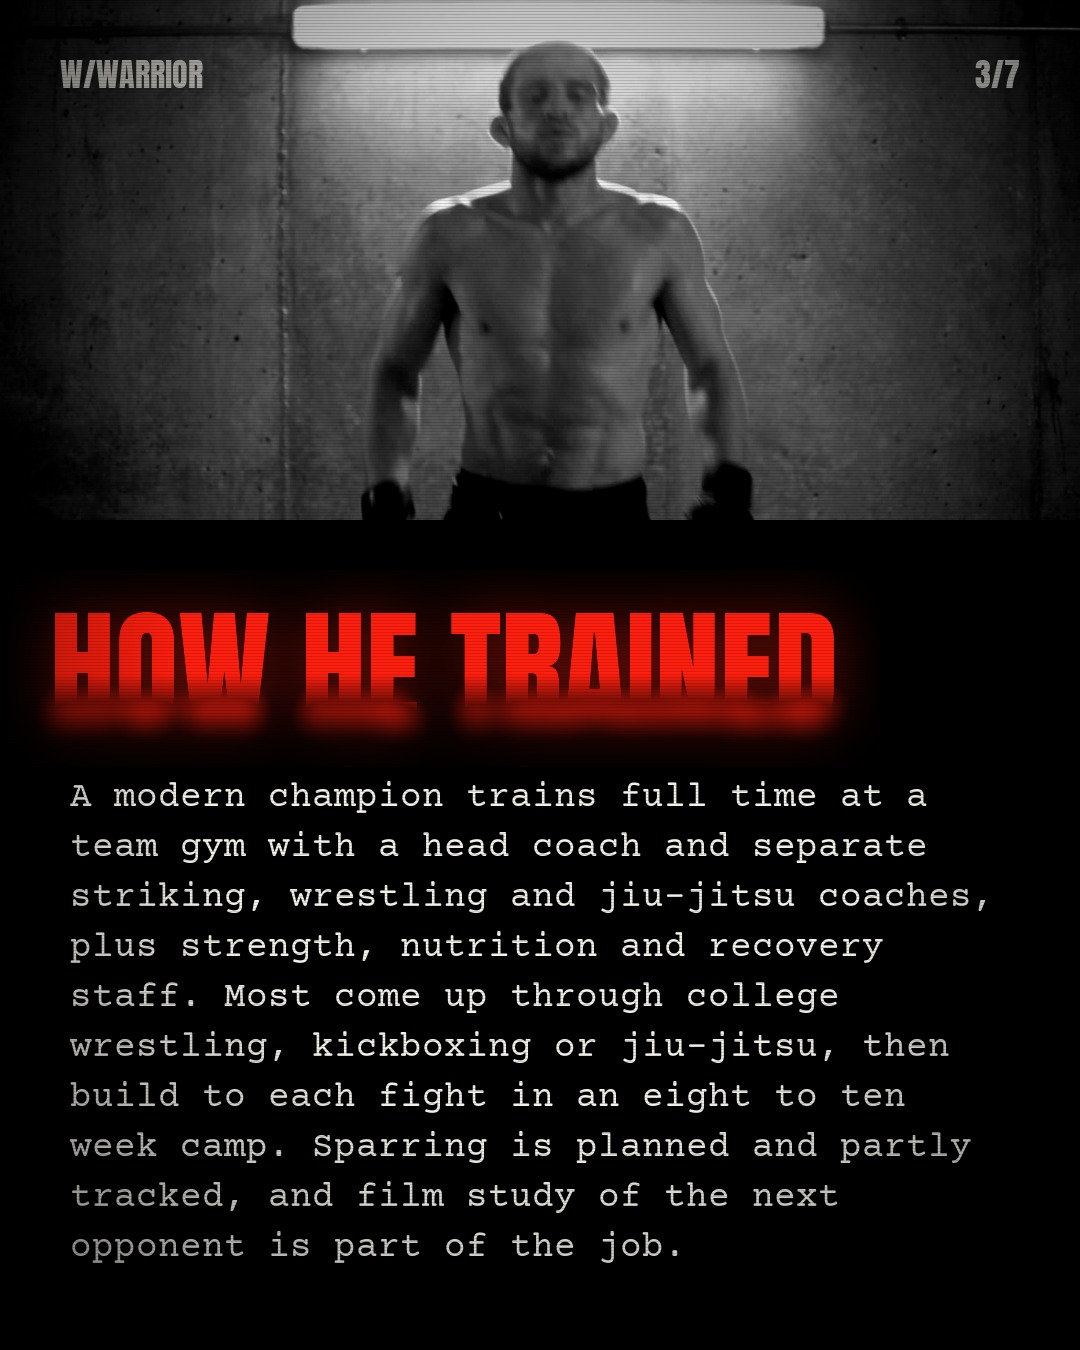 W/WARRIOR
3/7
HOW HE TRAINED
A modern champion trains full time at a
team gym with a head coach and separate
striking, wrestling and jiu-jitsu coaches,
plus strength, nutrition and recovery
staff. Most come up through college
wrestling, kickboxing or jiu-jitsu, then
build to each fight in an eight to ten
week camp. Sparring is planned and partly
tracked, and film study of the next
opponent is part of the job.